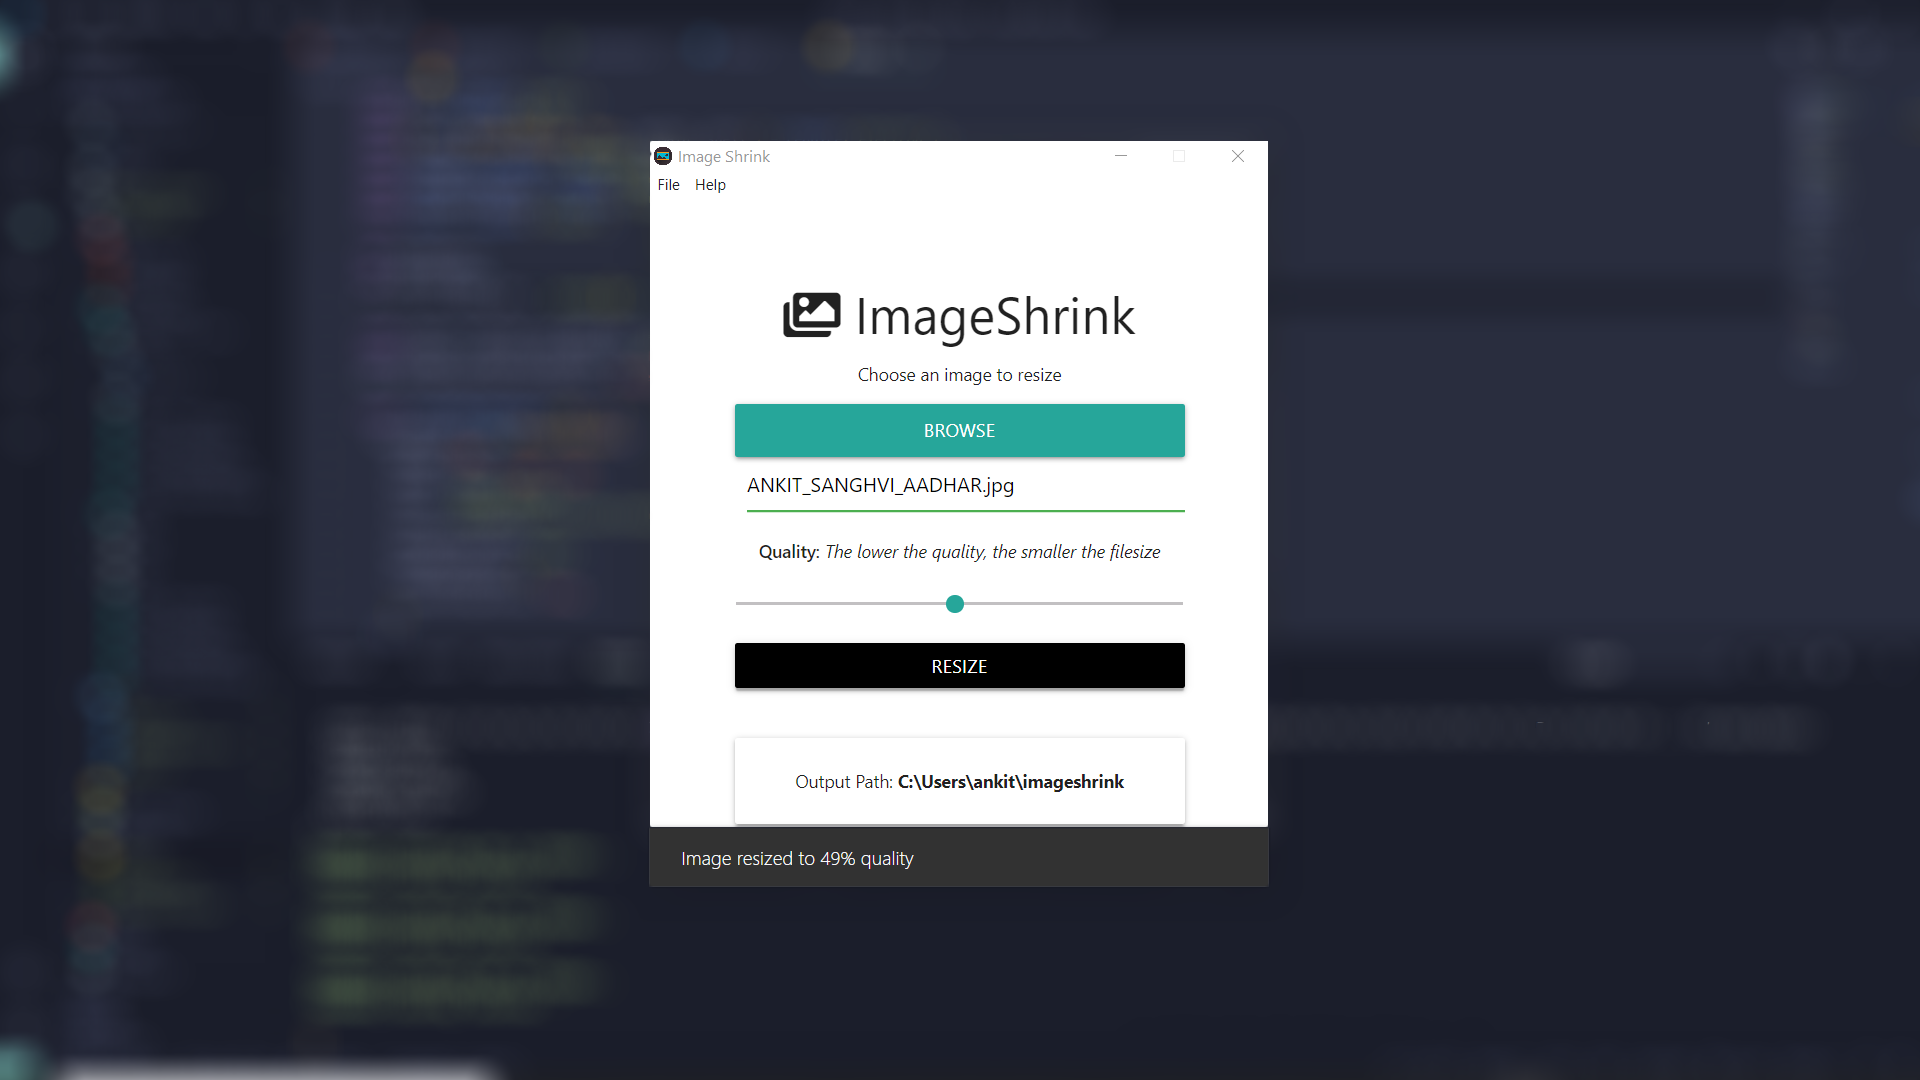 Image Shrink
File Help
ImageShrink
Choose an image to resize
BROWSE
ANKIT_SANGHVI_AADHAR.jpg
Quality: The lower the quality, the smaller the filesize
RESIZE
Output Path: C:\Users\ankit\imageshrink
Image resized to 49% quality